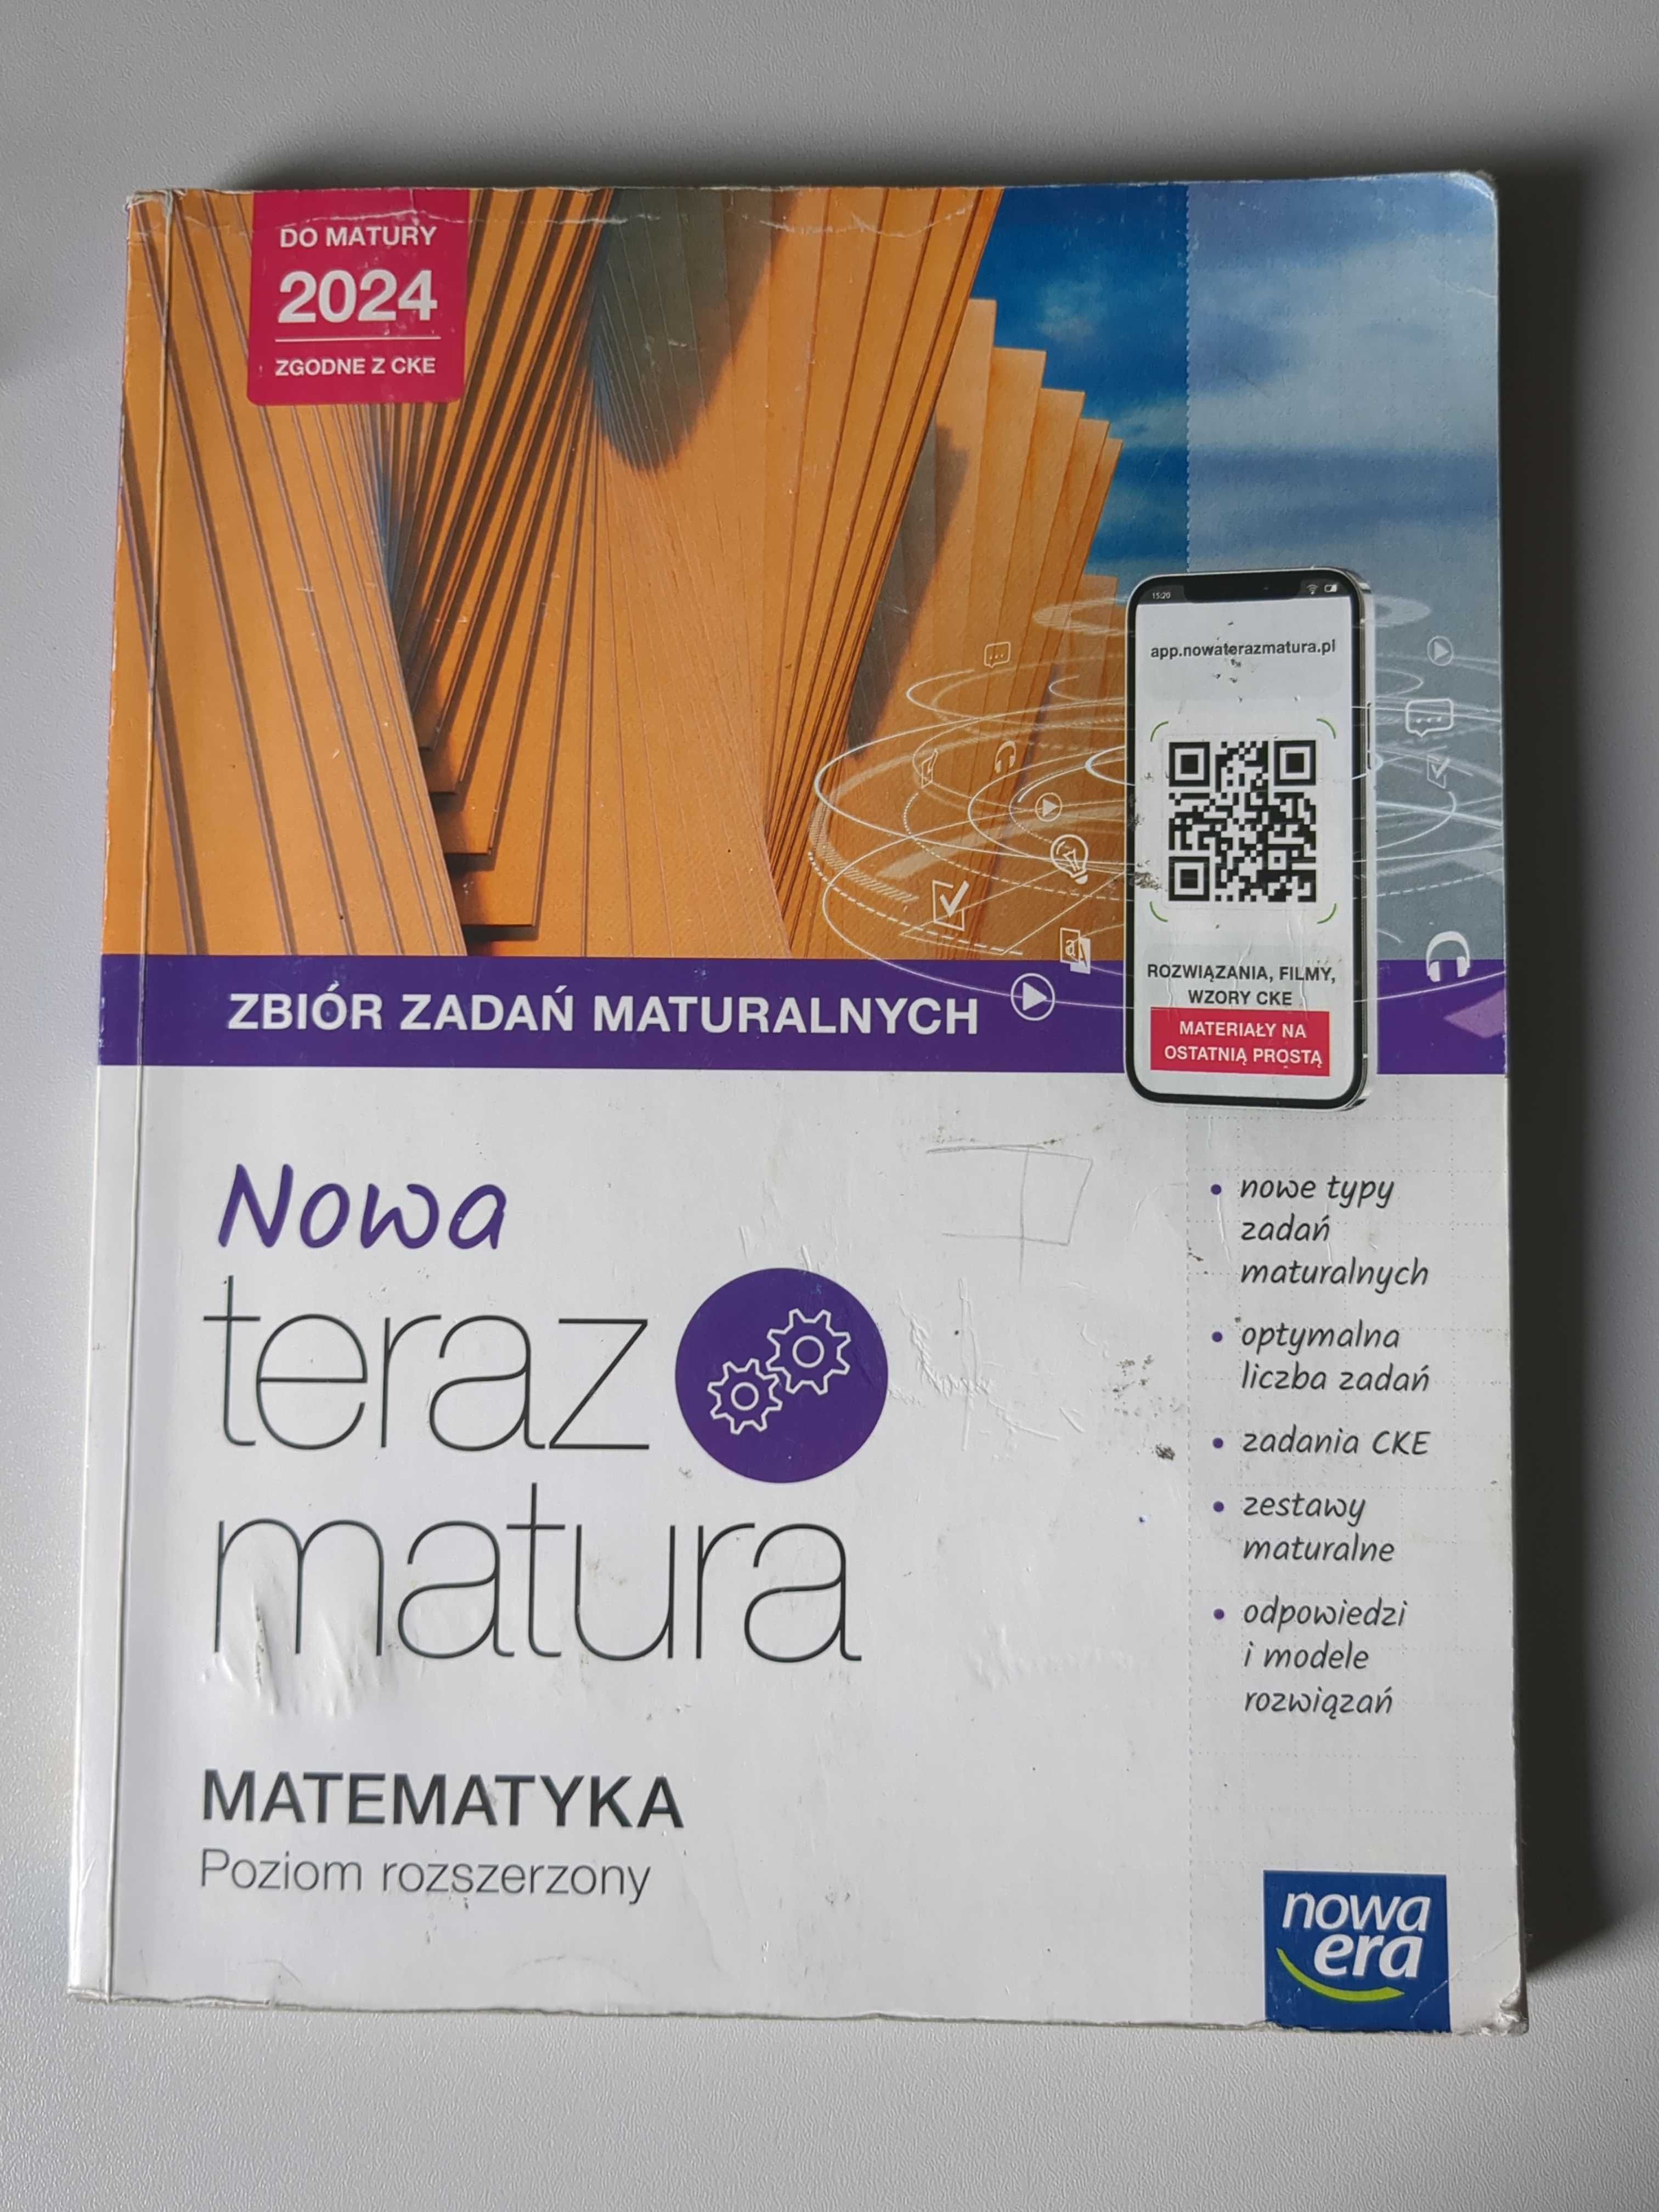 DO MATURY
2024
ZGODNE Z CKE
15:20
app.nowaterazmatura.pl
ROZWIĄZANIA, FILMY,
WZORY CKE
MATERIAŁY NA
OSTATNIĄ PROSTĄ
ZBIÓR ZADAŃ MATURALNYCH
Nowa
teraz
matura
MATEMATYKA
Poziom rozszerzony
• nowe typy
zadań
maturalnych
• optymalna
liczba zadań
• zadania CKE
• zestawy
maturalne
• odpowiedzi
i modele
rozwiązań
nowa
era